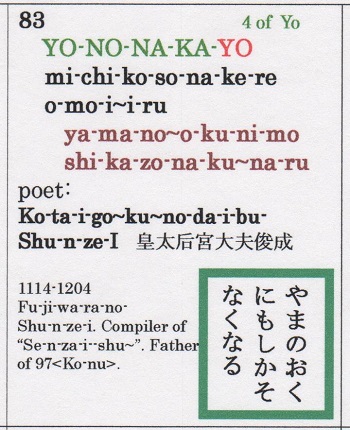 83
4 of Yo
YO-NO-NA-KA-YO
mi-chi-ko-so-na-ke-re
o-mo-i~i-ru
ya-ma-no~o-ku-ni-mo
shi-ka-zo-na-ku~na-ru
poet:
Ko-ta-i-go~ku~no-da-i-bu-
Shu-n-ze-I 皇太后宮大夫俊成
1114-1204
Fu-ji-wa-ra-no-
Shu-n-ze-i. Compiler of
“Se-n-za-i--shu~”. Father
of 97<Ko-nu>.
やまのおく
にもしかそ
なくなる